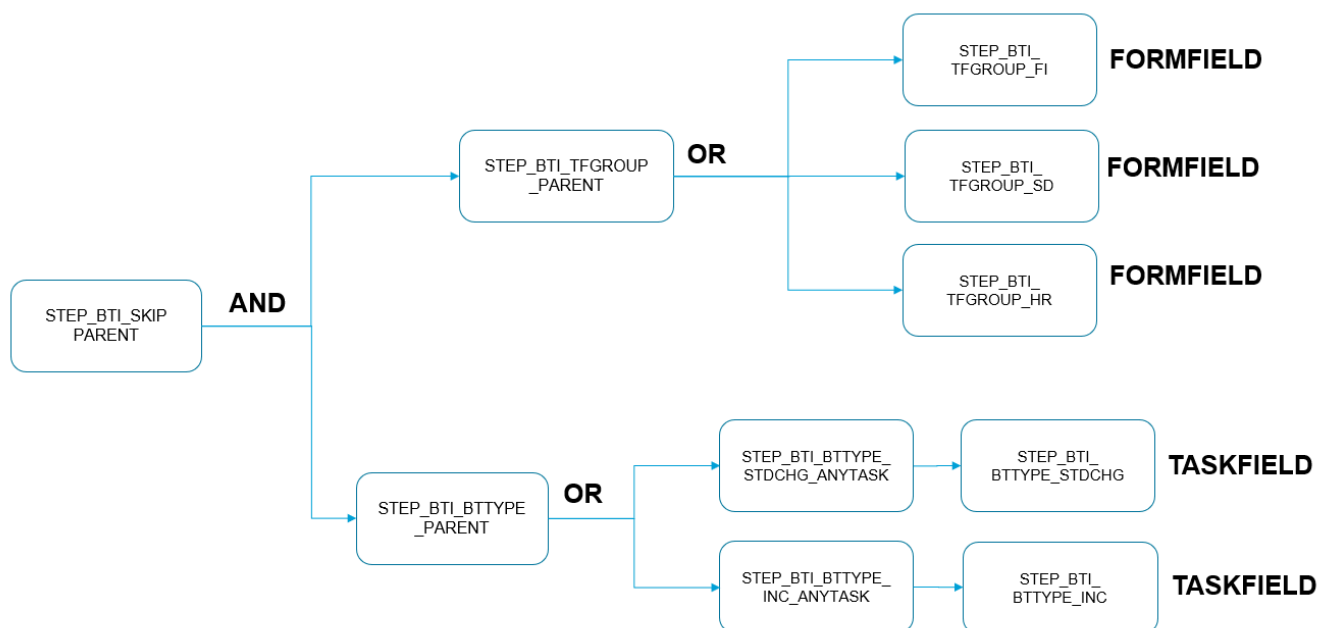 STEP_BTI_
TFGROUP_FI
FORMFIELD
STEP_BTI_TFGROUP
_PARENT
OR
STEP_BTI_
TFGROUP_SD
FORMFIELD
STEP_BTI_
TFGROUP_HR
FORMFIELD
STEP_BTI_SKIP
PARENT
AND
STEP_BTI_BTTYPE
_PARENT
OR
STEP_BTI_BTTYPE_
STDCHG_ANYTASK
STEP_BTI_
BTTYPE_STDCHG
TASKFIELD
STEP_BTI_BTTYPE_
INC_ANYTASK
STEP_BTI_
BTTYPE_INC
TASKFIELD